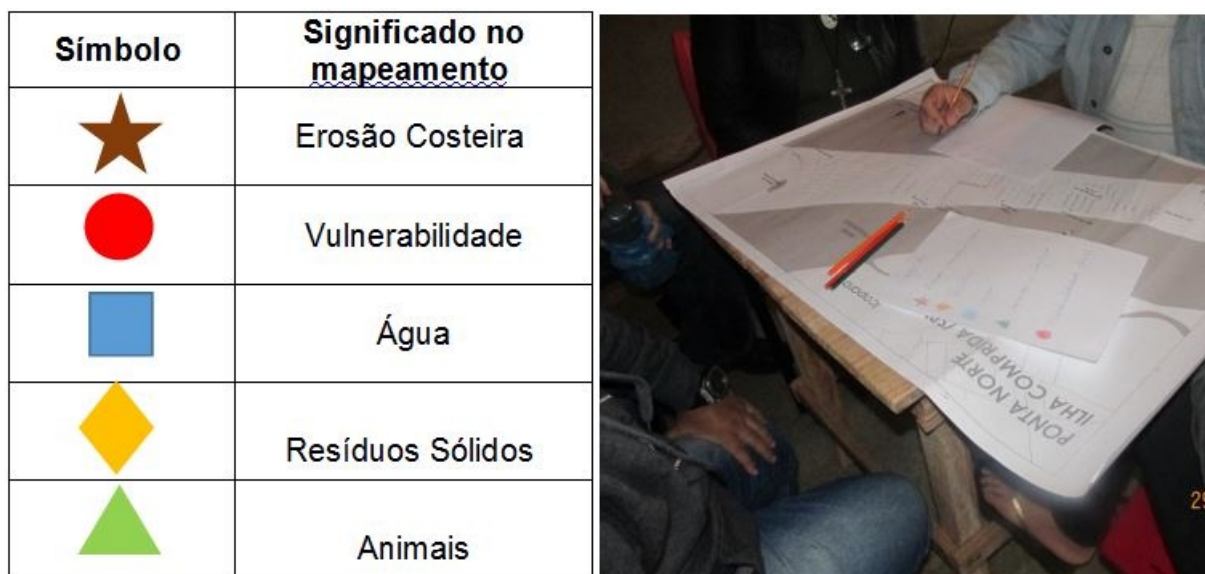 Símbolo
Significado no
mapeamento
Erosão Costeira
Vulnerabilidade
Água
Resíduos Sólidos
Animais
PONTA NORTE
ILHA COMPRIDA